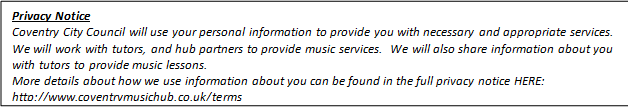 Privacy Notice
Coventry City Council will use your personal information to provide you with necessary and appropriate services.
We will work with tutors, and hub partners to provide music services.  We will also share information about you
with tutors to provide music lessons.
More details about how we use information about you can be found in the full privacy notice HERE:
http://www.coventrymusichub.co.uk/terms